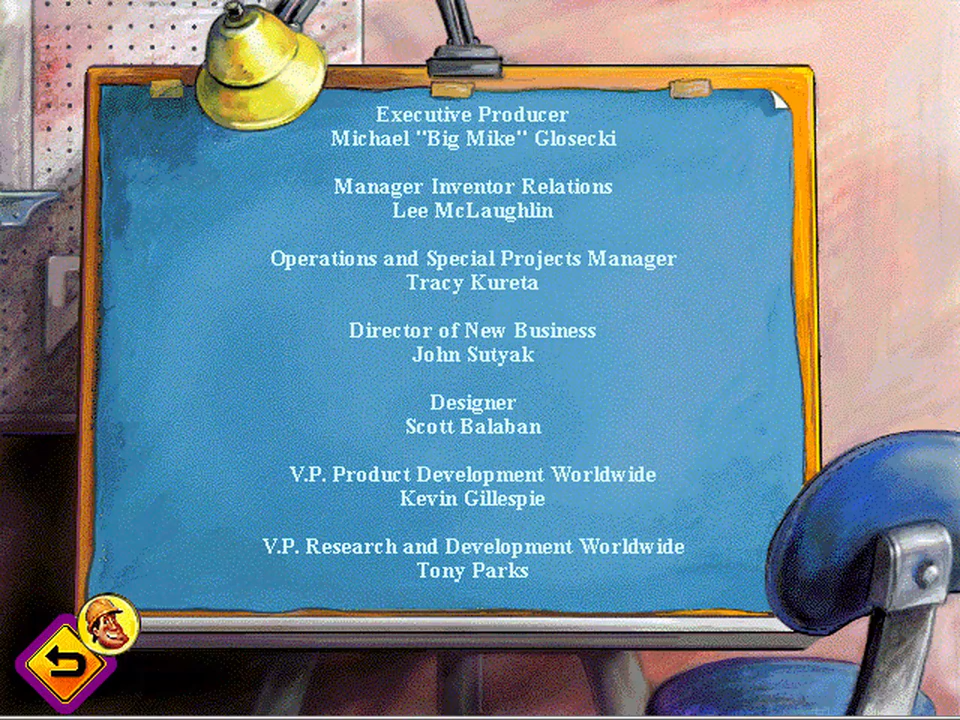 Executive Producer
Michael "Big Mike" Glosecki
Manager Inventor Relations
Lee McLaughlin
Operations and Special Projects Manager
Tracy Kureta
Director of New Business
John Sutyak
Designer
Scott Balaban
V.P. Product Development Worldwide
Kevin Gillespie
V.P. Research and Development Worldwide
Tony Parks